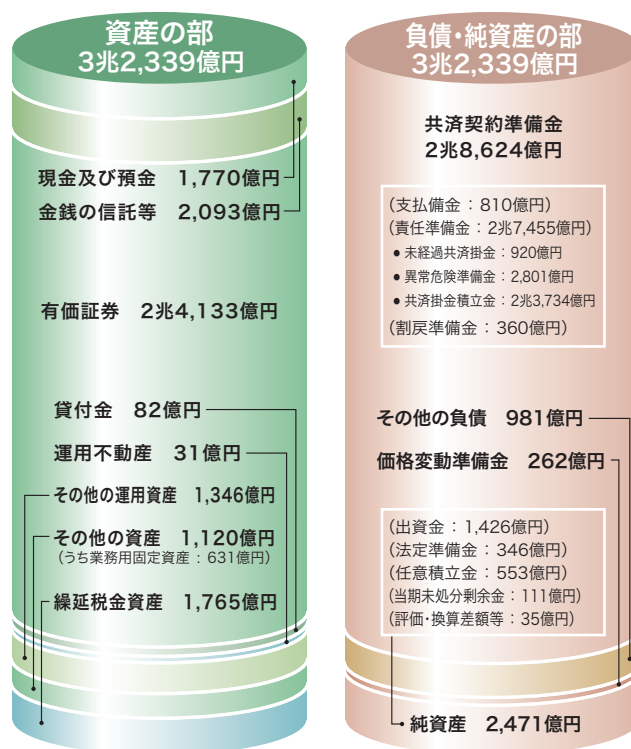 資産の部
3兆2,339億円
現金及び預金 1,770億円
金銭の信託等 2,093億円
有価証券 2兆4,133億円
貸付金 82億円
運用不動産 31億円
その他の運用資産 1,346億円
その他の資産 1,120億円
(うち業務用固定資産:631億円)
繰延税金資産 1,765億円
負債・純資産の部
3兆2,339億円
共済契約準備金
2兆8,624億円
(支払備金:810億円)
(責任準備金:2兆7,455億円)
● 未経過共済掛金:920億円
● 異常危険準備金:2,801億円
● 共済掛金積立金:2兆3,734億円
(割戻準備金:360億円)
その他の負債 981億円
価格変動準備金 262億円
(出資金:1,426億円)
(法定準備金:346億円)
(任意積立金:553億円)
(当期未処分剰余金:111億円)
(評価・換算差額等:35億円)
純資産 2,471億円